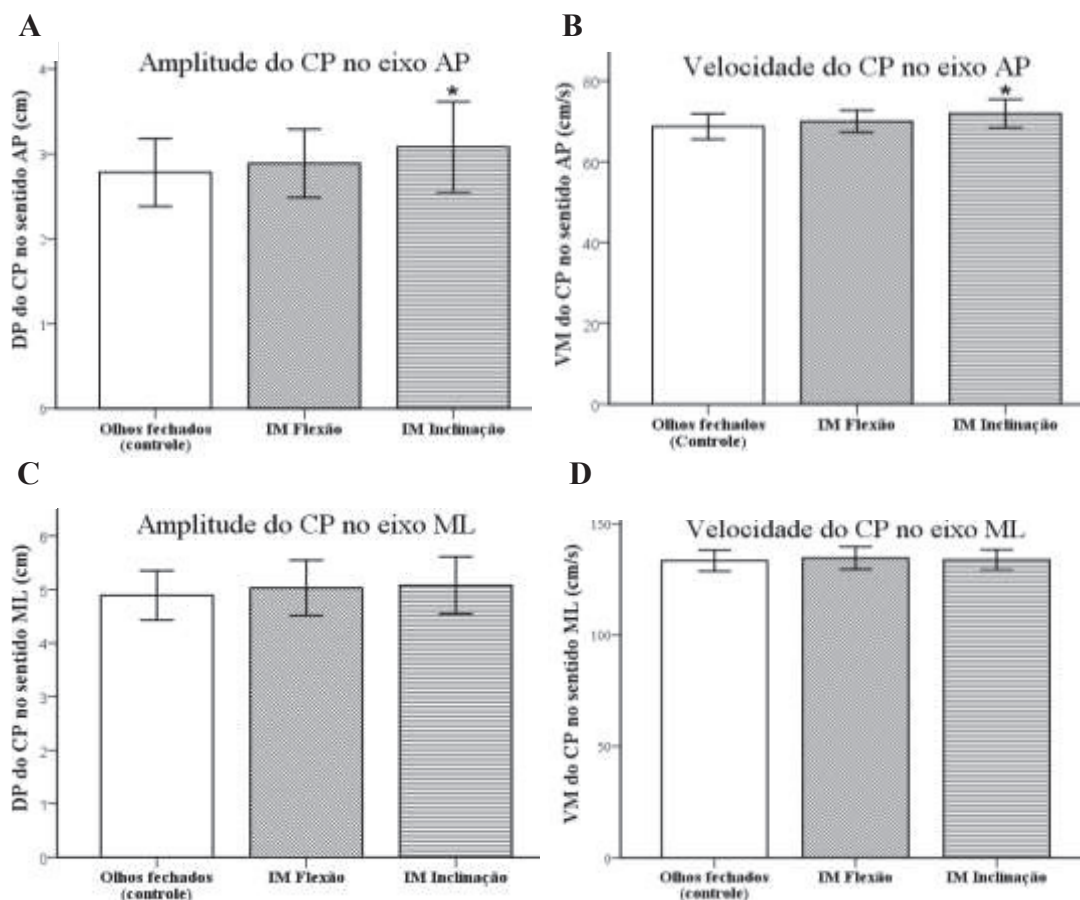 A
Amplitude do CP no eixo AP
DP do CP no sentido AP (cm)
4
3
2
1
0
*
Olhos fechados
(controle)
IM Flexão
IM Inclinação
B
Velocidade do CP no eixo AP
VM do CP no sentido AP (cm/s)
80
60
40
20
0
*
Olhos fechados
(Controle)
IM Flexão
IM Inclinação
C
Amplitude do CP no eixo ML
DP do CP no sentido ML (cm)
6
5
4
3
2
1
0
Olhos fechados
(controle)
IM Flexão
IM Inclinação
D
Velocidade do CP no eixo ML
VM do CP no sentido ML (cm/s)
150
100
50
0
Olhos fechados
(controle)
IM Flexão
IM Inclinação